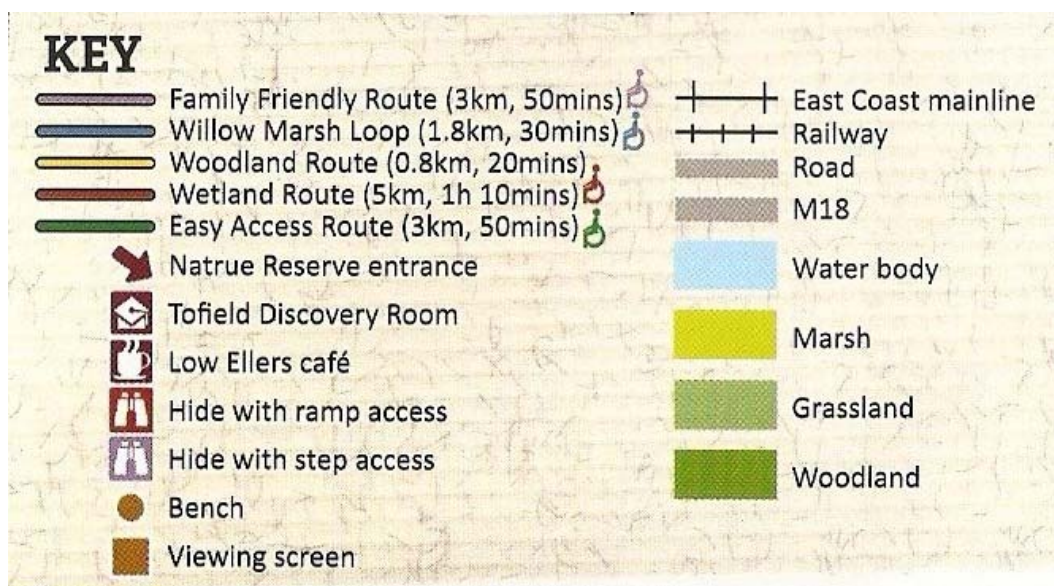 KEY
Family Friendly Route (3km, 50mins)
Willow Marsh Loop (1.8km, 30mins)
Woodland Route (0.8km, 20mins)
Wetland Route (5km, 1h 10mins)
Easy Access Route (3km, 50mins)
Natrue Reserve entrance
Tofield Discovery Room
Low Ellers café
Hide with ramp access
Hide with step access
Bench
Viewing screen
East Coast mainline
Railway
Road
M18
Water body
Marsh
Grassland
Woodland